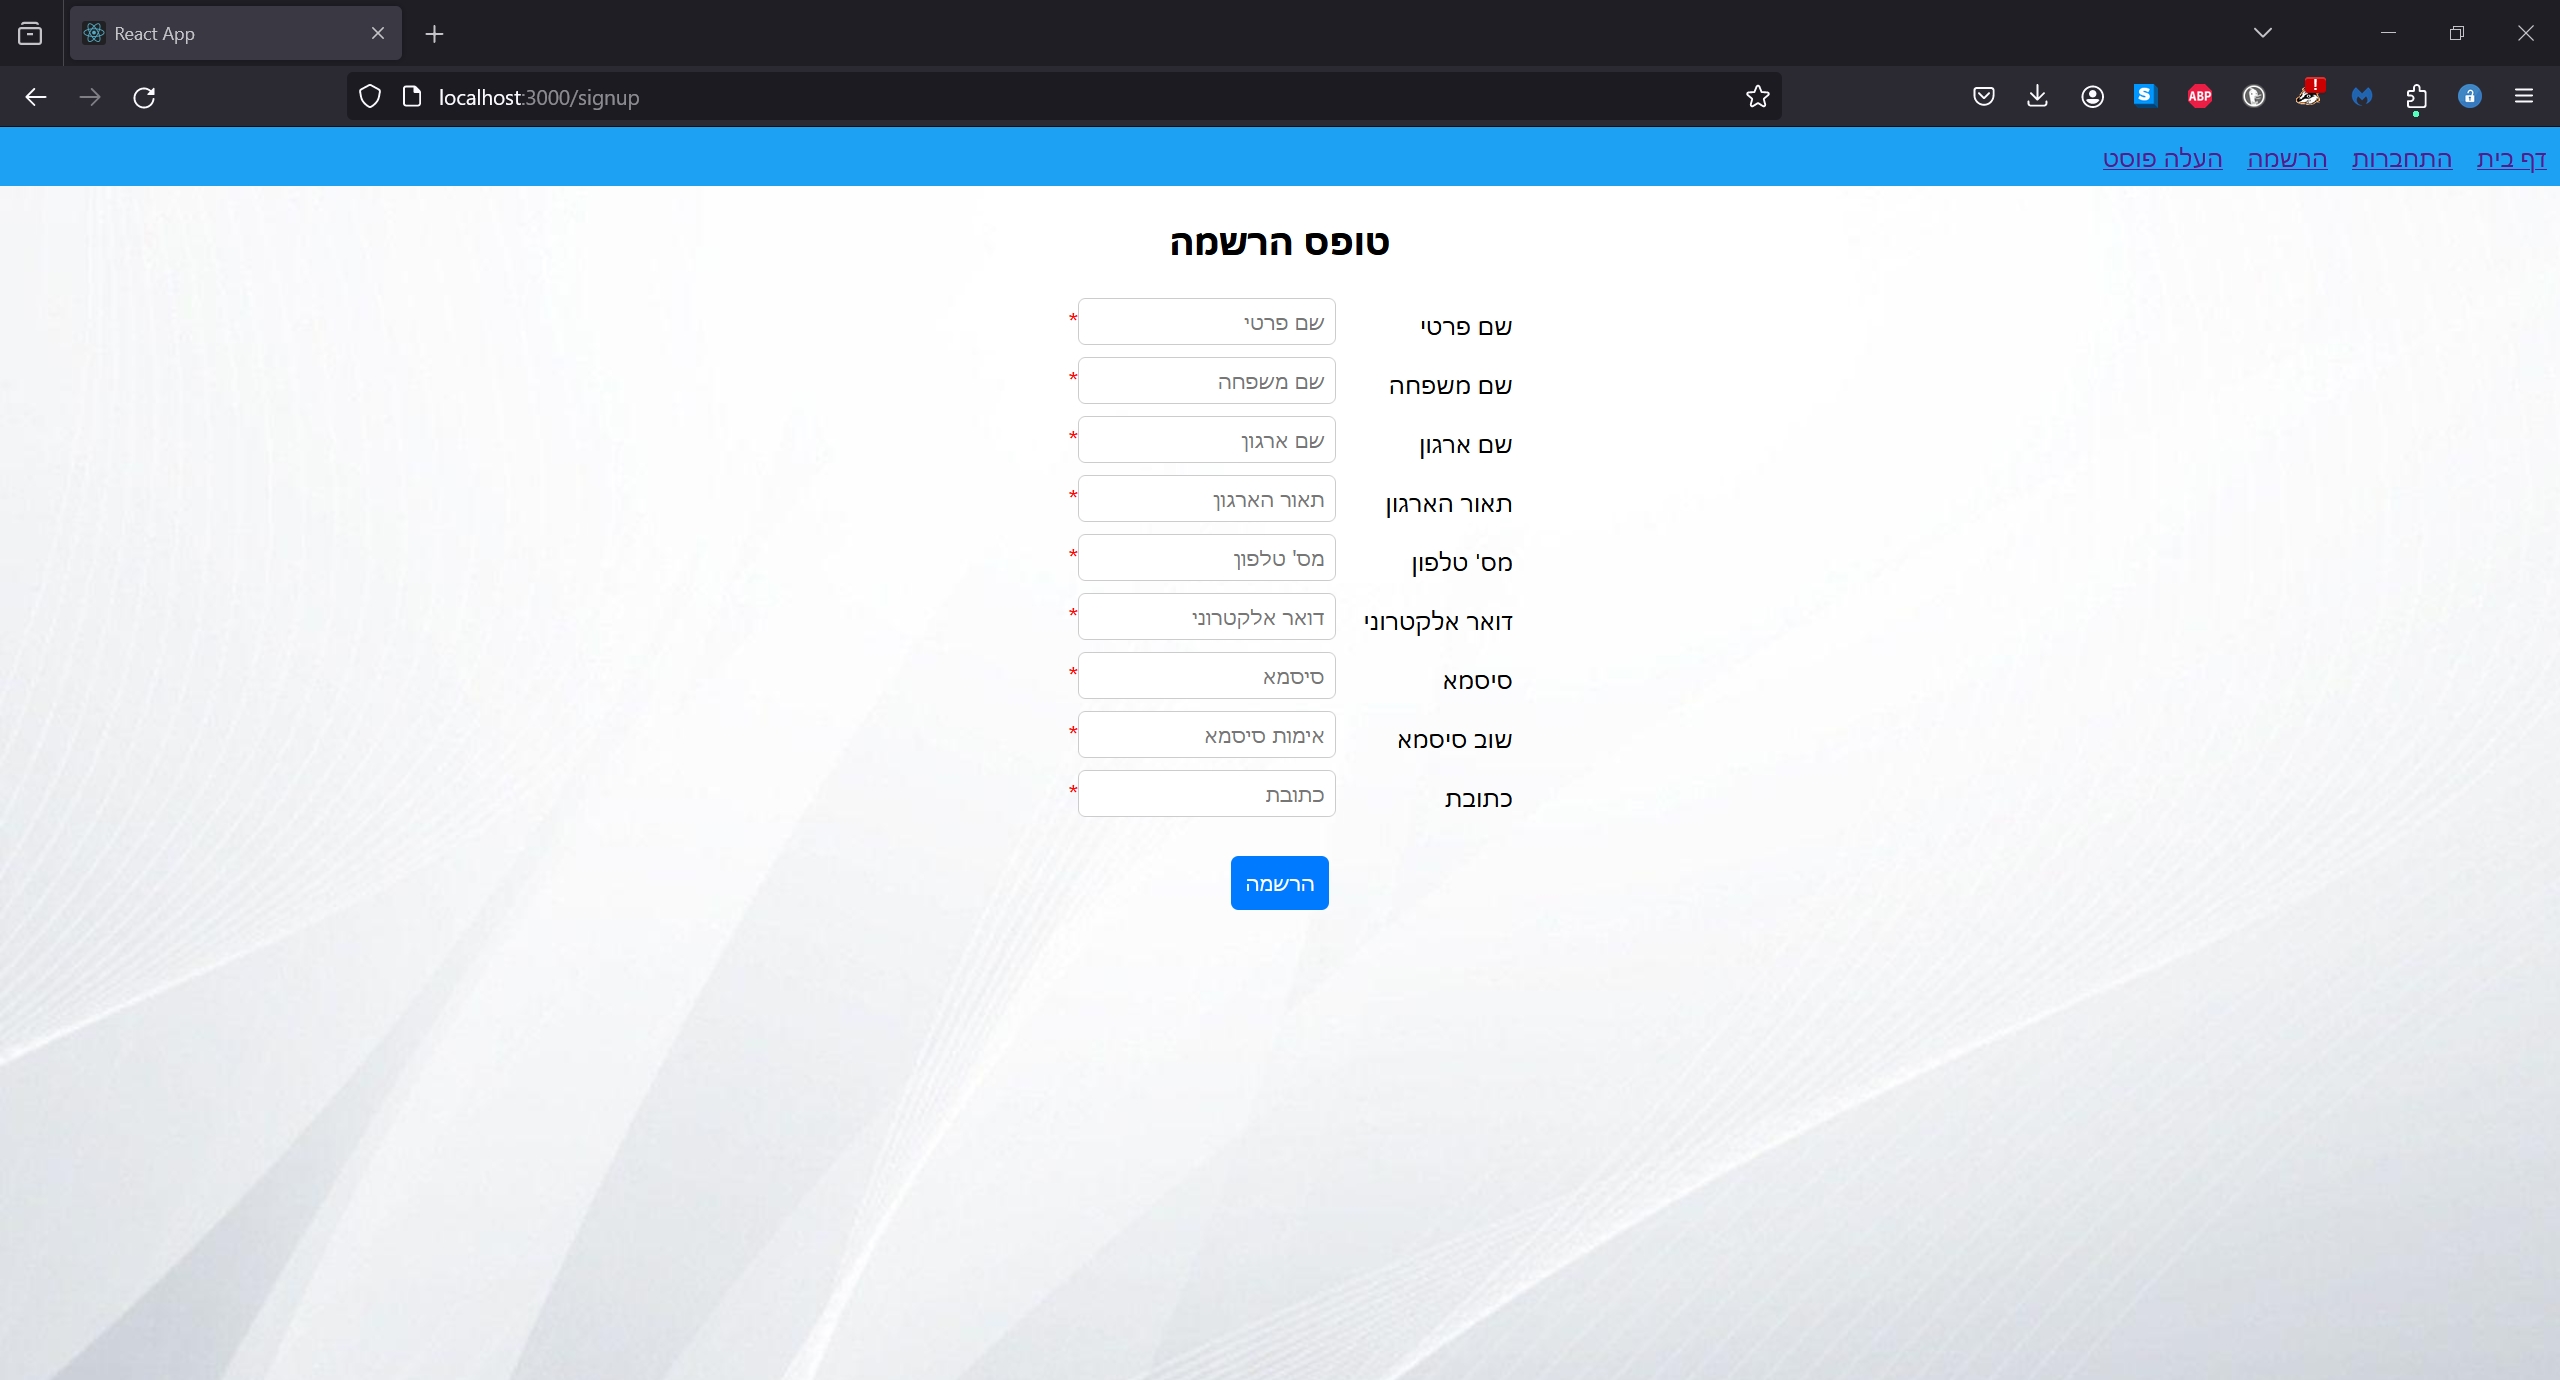 React App
localhost:3000/signup
S ABP !
דף בית התחברות הרשמה העלה פוסט
טופס הרשמה
שם פרטי שם פרטי *
שם משפחה שם משפחה *
שם ארגון שם ארגון *
תאור הארגון תאור הארגון *
מס' טלפון מס' טלפון *
דואר אלקטרוני דואר אלקטרוני *
סיסמא סיסמא *
שוב סיסמא אימות סיסמא *
כתובת כתובת *
הרשמה